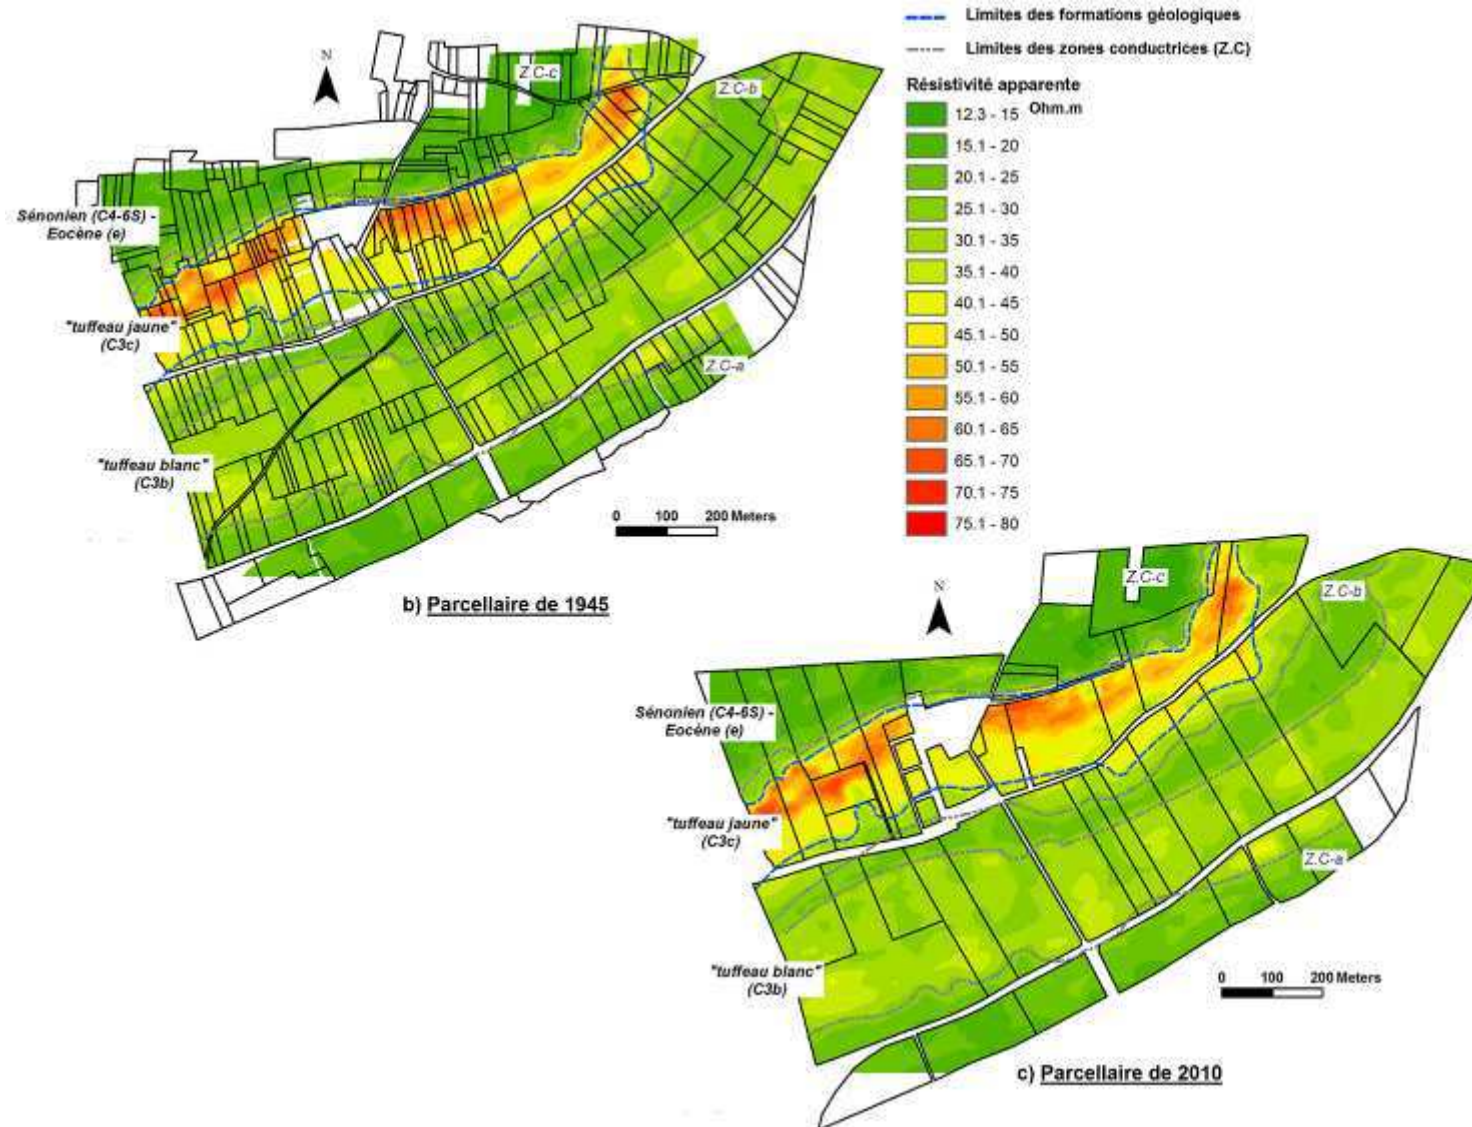 Limites des formations géologiques
Limites des zones conductrices (Z.C)
Résistivité apparente
Ohm.m
12.3 - 15
15.1 - 20
20.1 - 25
25.1 - 30
30.1 - 35
35.1 - 40
40.1 - 45
45.1 - 50
50.1 - 55
55.1 - 60
60.1 - 65
65.1 - 70
70.1 - 75
75.1 - 80
N
Z.C-c
Z.C-b
Sénonien (C4-6S) -
Eocène (e)
"tuffeau jaune"
(C3c)
Z.C-a
"tuffeau blanc"
(C3b)
0 100 200 Meters
b) Parcellaire de 1945
N
Z.C-c
Z.C-b
Sénonien (C4-6S) -
Eocène (e)
"tuffeau jaune"
(C3c)
Z.C-a
"tuffeau blanc"
(C3b)
0 100 200 Meters
c) Parcellaire de 2010